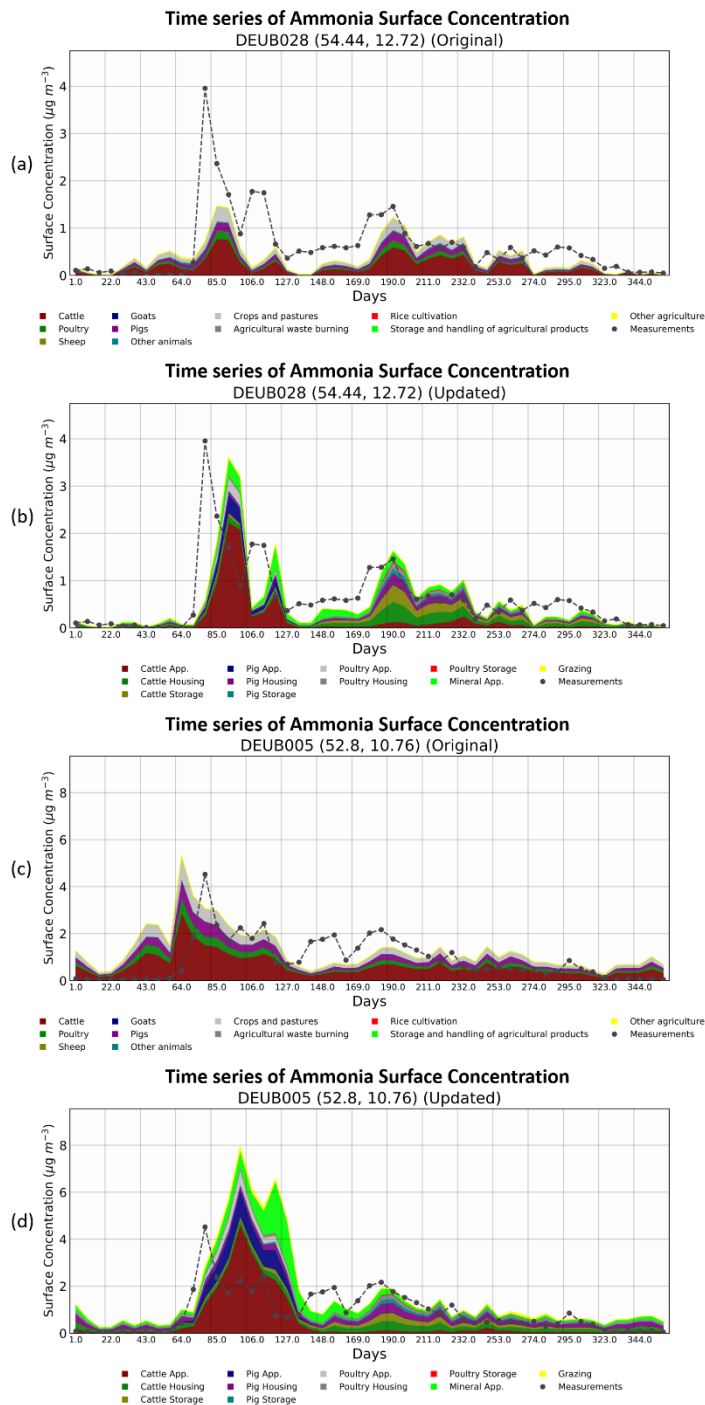 Time series of Ammonia Surface Concentration
DEUB028 (54.44, 12.72) (Original)
(a)
Surface Concentration (µg m⁻³)
4
3
2
1
0
1.0 22.0 43.0 64.0 85.0 106.0 127.0 148.0 169.0 190.0 211.0 232.0 253.0 274.0 295.0 323.0 344.0
Days
Cattle Goats Crops and pastures Rice cultivation Other agriculture
Poultry Pigs Agricultural waste burning Storage and handling of agricultural products Measurements
Sheep Other animals
Time series of Ammonia Surface Concentration
DEUB028 (54.44, 12.72) (Updated)
(b)
Surface Concentration (µg m⁻³)
4
3
2
1
0
1.0 22.0 43.0 64.0 85.0 106.0 127.0 148.0 169.0 190.0 211.0 232.0 253.0 274.0 295.0 323.0 344.0
Days
Cattle App. Pig App. Poultry App. Poultry Storage Grazing
Cattle Housing Pig Housing Poultry Housing Mineral App. Measurements
Cattle Storage Pig Storage
Time series of Ammonia Surface Concentration
DEUB005 (52.8, 10.76) (Original)
(c)
Surface Concentration (µg m⁻³)
8
6
4
2
0
1.0 22.0 43.0 64.0 85.0 106.0 127.0 148.0 169.0 190.0 211.0 232.0 253.0 274.0 295.0 323.0 344.0
Days
Cattle Goats Crops and pastures Rice cultivation Other agriculture
Poultry Pigs Agricultural waste burning Storage and handling of agricultural products Measurements
Sheep Other animals
Time series of Ammonia Surface Concentration
DEUB005 (52.8, 10.76) (Updated)
(d)
Surface Concentration (µg m⁻³)
8
6
4
2
0
1.0 22.0 43.0 64.0 85.0 106.0 127.0 148.0 169.0 190.0 211.0 232.0 253.0 274.0 295.0 323.0 344.0
Days
Cattle App. Pig App. Poultry App. Poultry Storage Grazing
Cattle Housing Pig Housing Poultry Housing Mineral App. Measurements
Cattle Storage Pig Storage